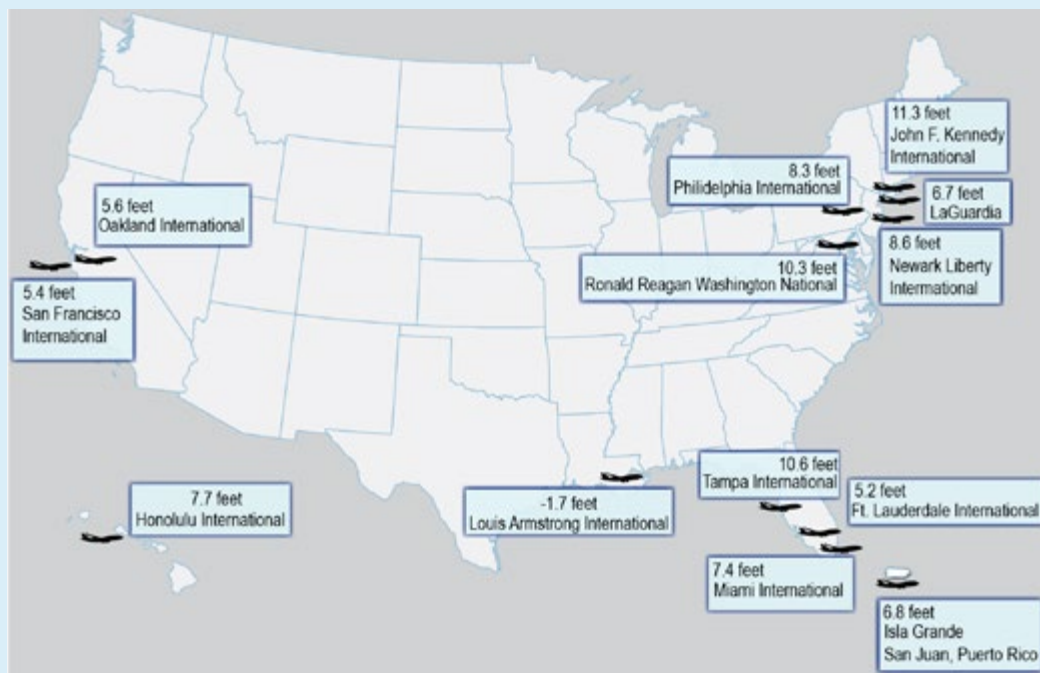 11.3 feet
John F. Kennedy
International
8.3 feet
Philidelphia International
6.7 feet
LaGuardia
5.6 feet
Oakland International
8.6 feet
Newark Liberty
Intermational
10.3 feet
Ronald Reagan Washington National
5.4 feet
San Francisco
International
10.6 feet
Tampa International
5.2 feet
Ft. Lauderdale International
7.7 feet
Honolulu International
-1.7 feet
Louis Armstrong International
7.4 feet
Miami International
6.8 feet
Isla Grande
San Juan, Puerto Rico